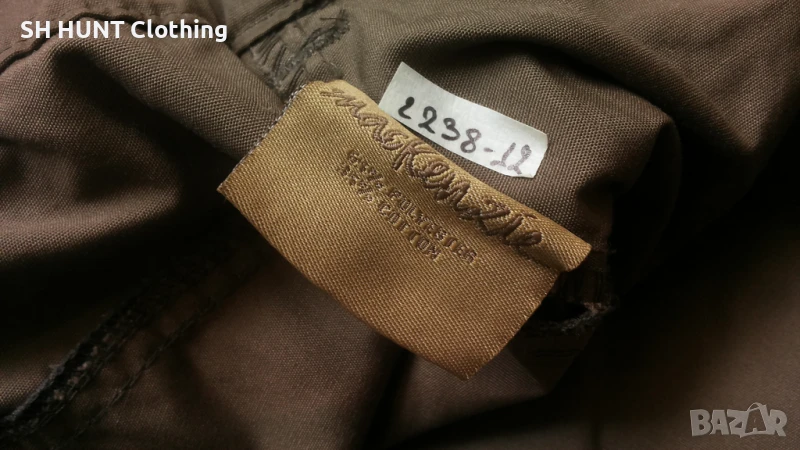 SH HUNT Clothing
2238-12
mackenzie
65% POLYESTER
35% COTTON
BAZAR